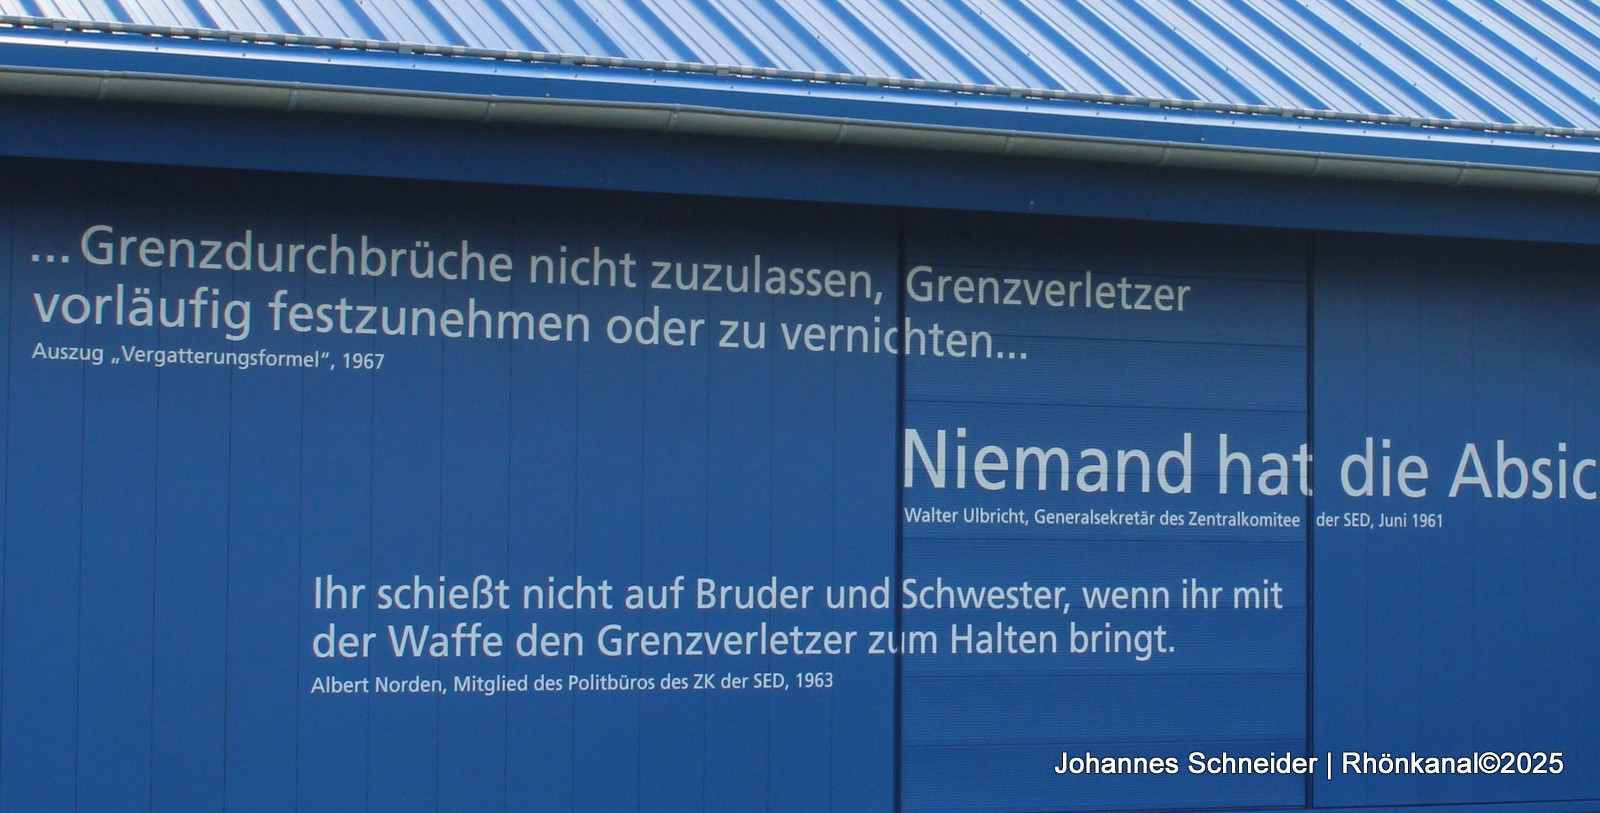 ... Grenzdurchbrüche nicht zuzulassen, Grenzverletzer
vorläufig festzunehmen oder zu vernichten...
Auszug „Vergatterungsformel“, 1967
Niemand hat die Absic
Walter Ulbricht, Generalsekretär des Zentralkomitee der SED, Juni 1961
Ihr schießt nicht auf Bruder und Schwester, wenn ihr mit
der Waffe den Grenzverletzer zum Halten bringt.
Albert Norden, Mitglied des Politbüros des ZK der SED, 1963
Johannes Schneider | Rhönkanal©2025